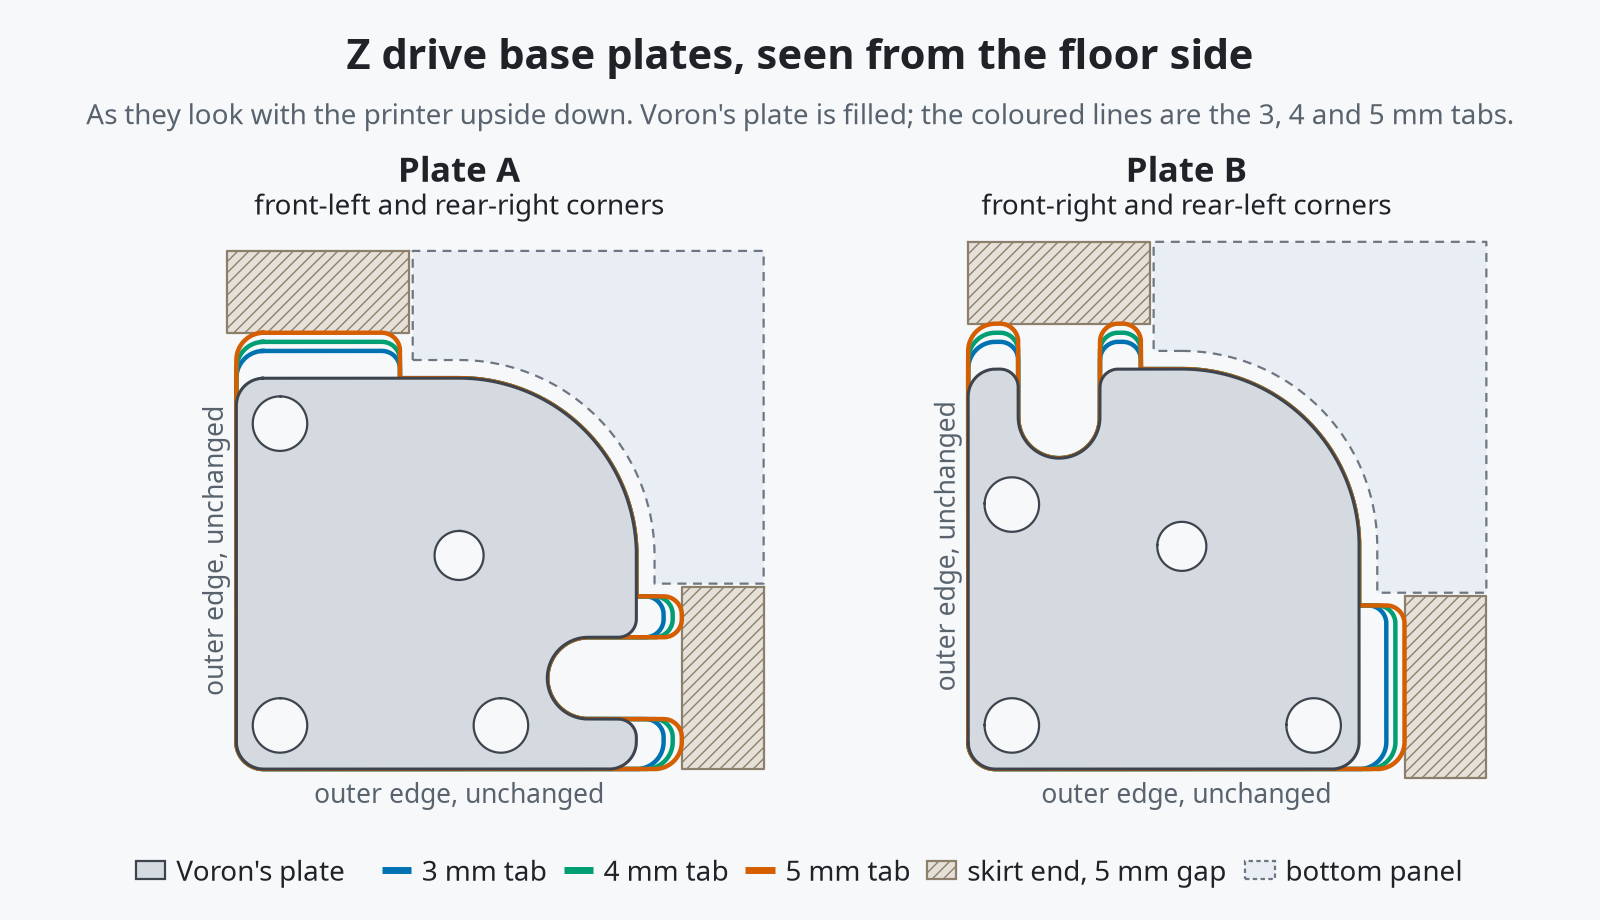 Z drive base plates, seen from the floor side
As they look with the printer upside down. Voron's plate is filled; the coloured lines are the 3, 4 and 5 mm tabs.
Plate A
front-left and rear-right corners
outer edge, unchanged
outer edge, unchanged
Plate B
front-right and rear-left corners
outer edge, unchanged
outer edge, unchanged
Voron's plate
3 mm tab
4 mm tab
5 mm tab
skirt end, 5 mm gap
bottom panel